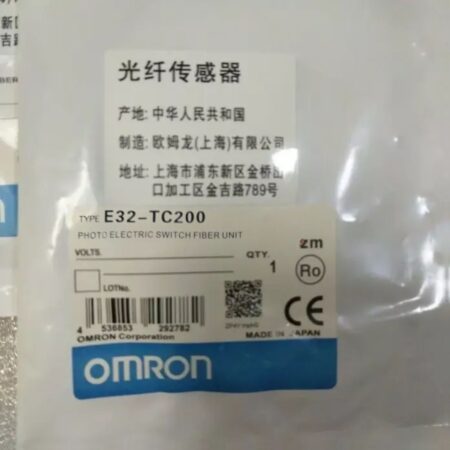 光纤传感器
产地: 中华人民共和国
制造: 欧姆龙(上海)有限公司
地址: 上海市浦东新区金桥出
口加工区金吉路789号
TYPE E32-TC200
PHOTO ELECTRIC SWITCH FIBER UNIT
VOLTS.
QTY.
1
zm
Ro
LOTNo.
4 536853 292782
CE
OMRON Corporation
MADE IN JAPAN
OMRON